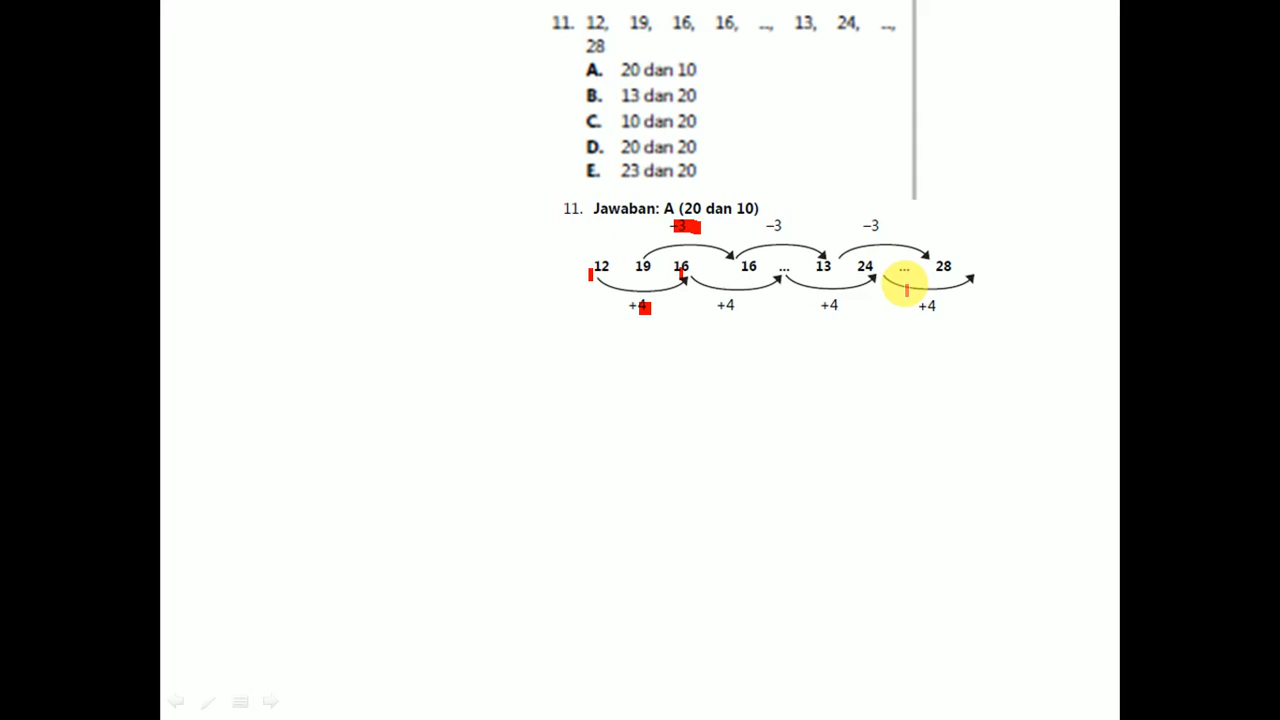 11. 12, 19, 16, 16, ..., 13, 24, ...,
28
A. 20 dan 10
B. 13 dan 20
C. 10 dan 20
D. 20 dan 20
E. 23 dan 20
11. Jawaban: A (20 dan 10)
−3 −3 −3
12 19 16 16 ... 13 24 ... 28
+4 +4 +4 +4